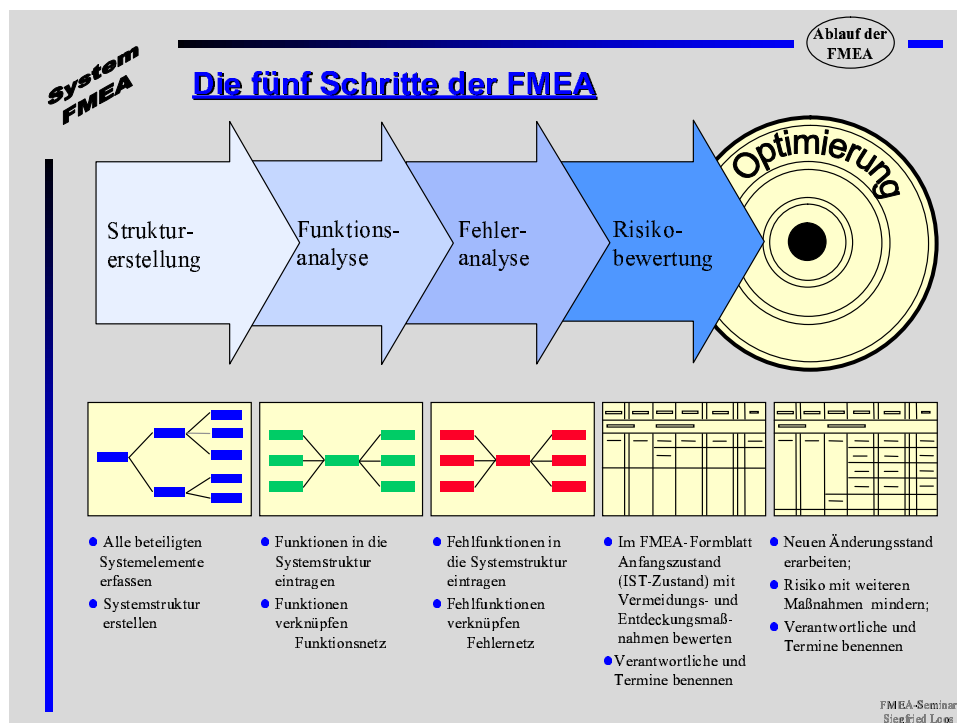 Ablauf der
FMEA
System
FMEA
Die fünf Schritte der FMEA
Struktur-
erstellung
Funktions-
analyse
Fehler-
analyse
Risiko-
bewertung
Optimierung
Alle beteiligten
Systemelemente
erfassen
Systemstruktur
erstellen
Funktionen in die
Systemstruktur
eintragen
Funktionen
verknüpfen
Funktionsnetz
Fehlfunktionen in
die Systemstruktur
eintragen
Fehlfunktionen
verknüpfen
Fehlernetz
Im FMEA-Formblatt
Anfangszustand
(IST-Zustand) mit
Vermeidungs- und
Entdeckungsmaß-
nahmen bewerten
Verantwortliche und
Termine benennen
Neuen Änderungsstand
erarbeiten;
Risiko mit weiteren
Maßnahmen mindern;
Verantwortliche und
Termine benennen
FMEA-Seminar
Siegfried Loos